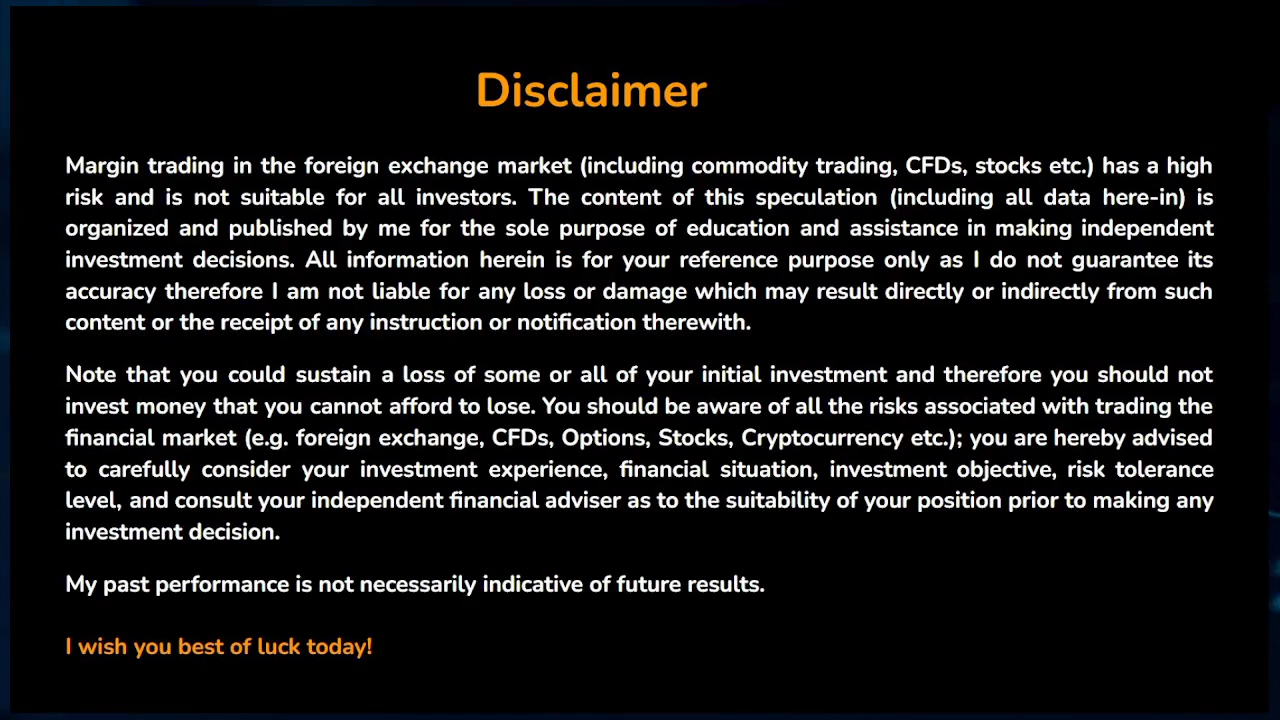 Disclaimer
Margin trading in the foreign exchange market (including commodity trading, CFDs, stocks etc.) has a high
risk and is not suitable for all investors. The content of this speculation (including all data here-in) is
organized and published by me for the sole purpose of education and assistance in making independent
investment decisions. All information herein is for your reference purpose only as I do not guarantee its
accuracy therefore I am not liable for any loss or damage which may result directly or indirectly from such
content or the receipt of any instruction or notification therewith.
Note that you could sustain a loss of some or all of your initial investment and therefore you should not
invest money that you cannot afford to lose. You should be aware of all the risks associated with trading the
financial market (e.g. foreign exchange, CFDs, Options, Stocks, Cryptocurrency etc.); you are hereby advised
to carefully consider your investment experience, financial situation, investment objective, risk tolerance
level, and consult your independent financial adviser as to the suitability of your position prior to making any
investment decision.
My past performance is not necessarily indicative of future results.
I wish you best of luck today!